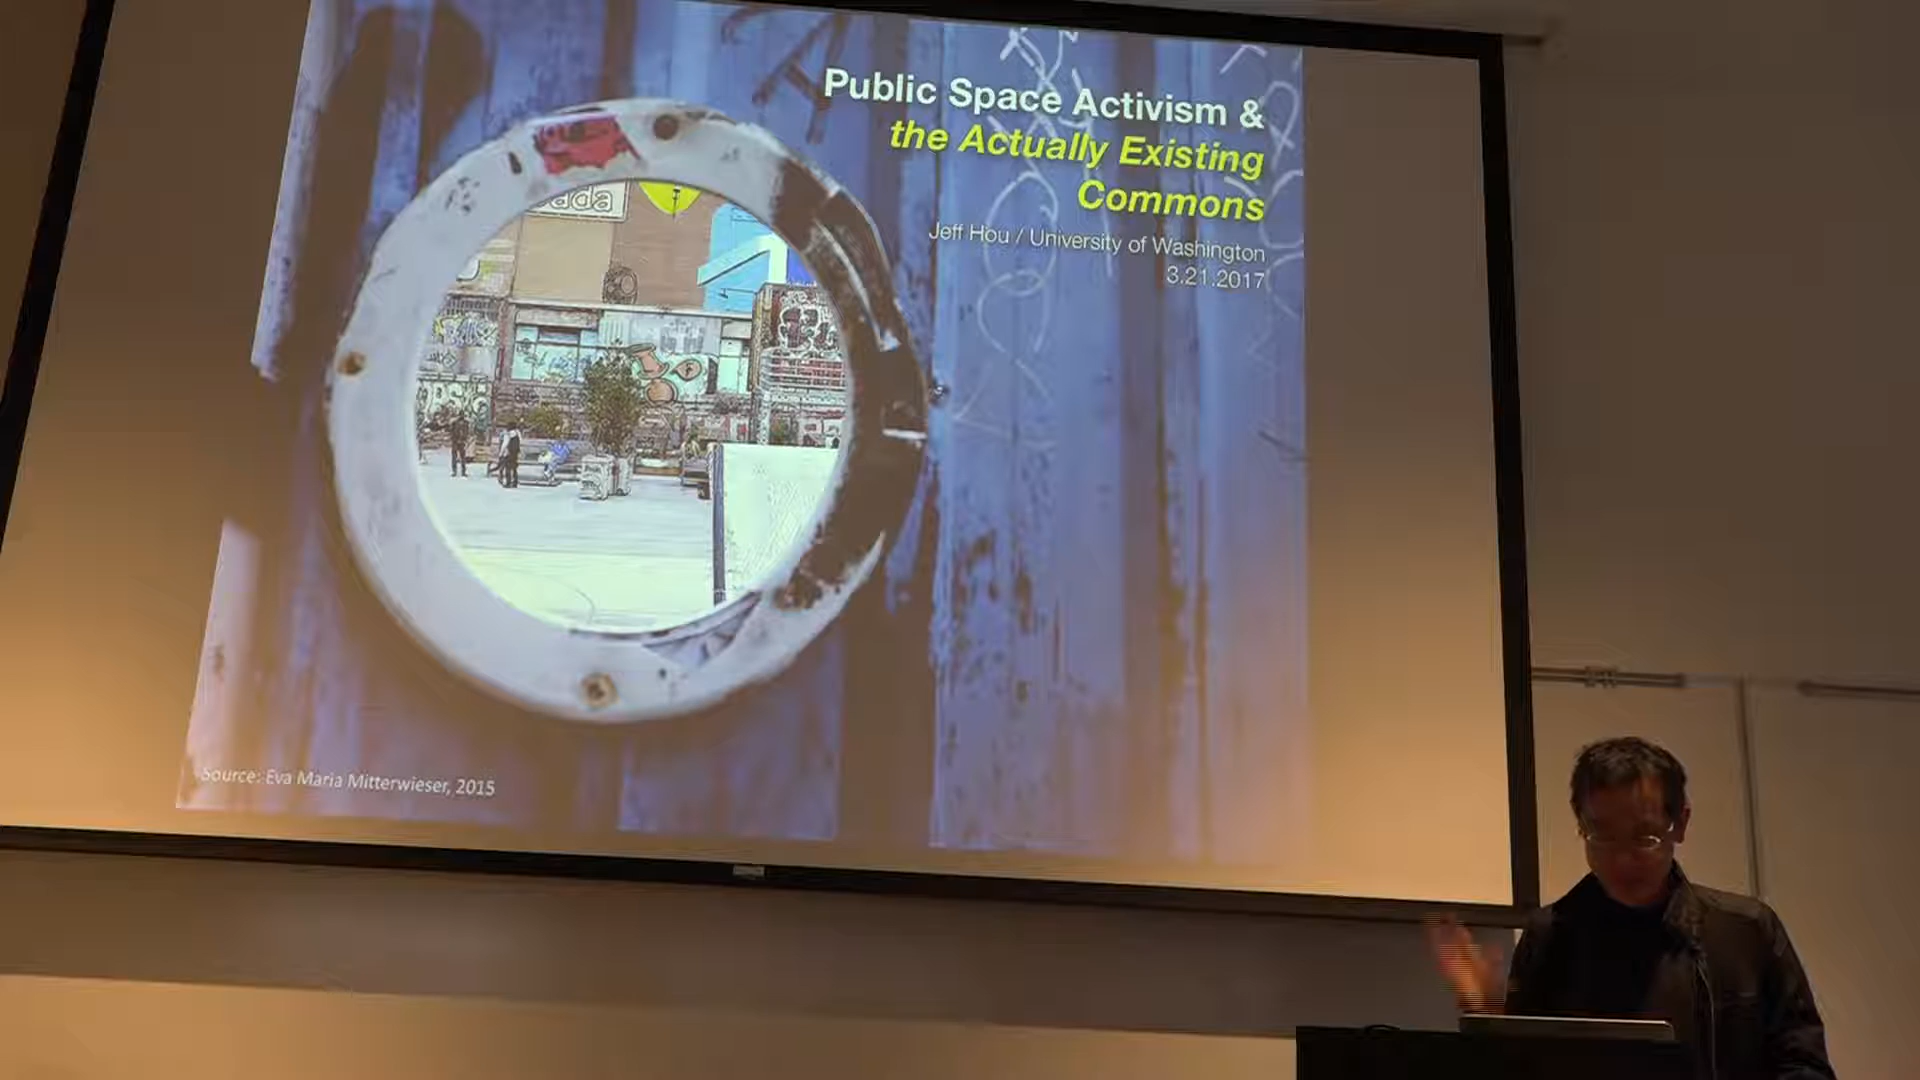 Public Space Activism &
the Actually Existing
Commons
Jeff Hou / University of Washington
3.21.2017
Source: Eva Maria Mitterwieser, 2015